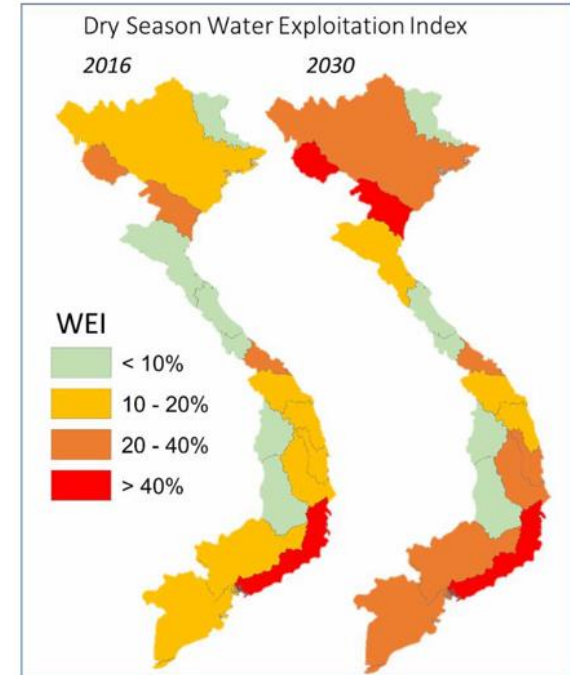 Dry Season Water Exploitation Index
2016
2030
WEI
< 10%
10 - 20%
20 - 40%
> 40%